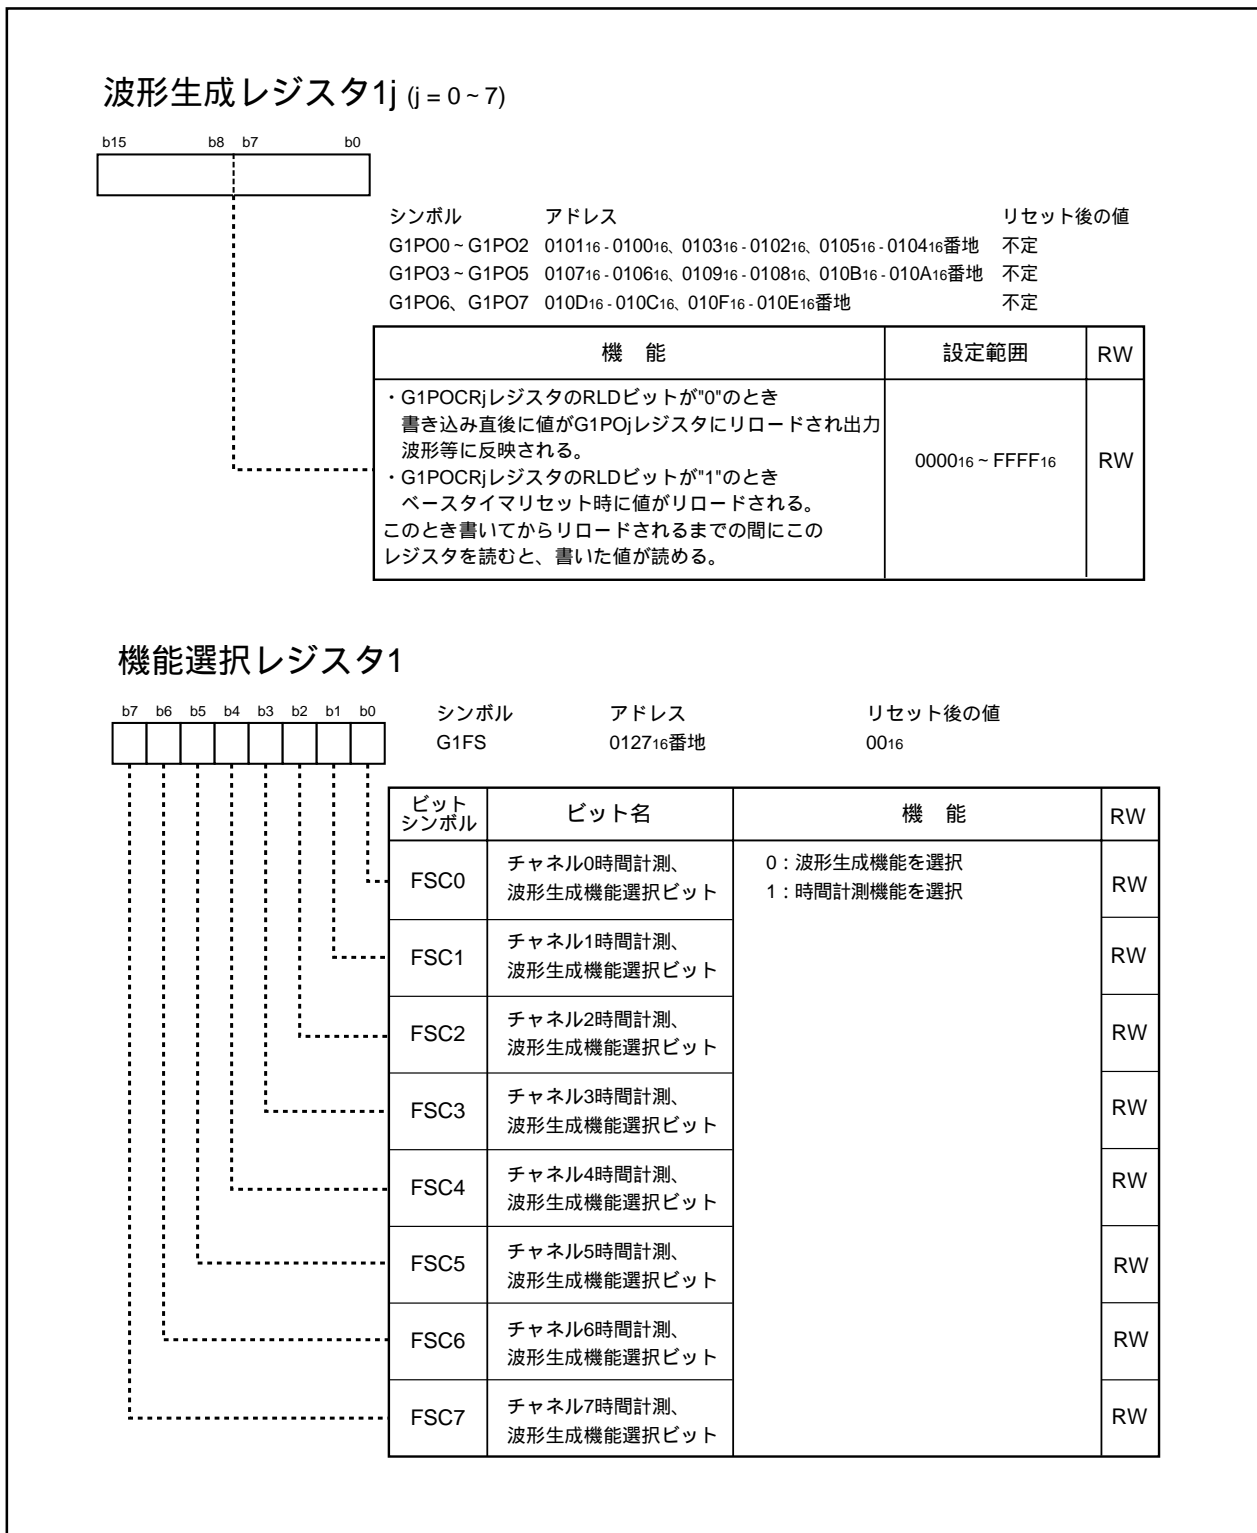 波形生成レジスタ1j (j = 0 ~ 7)
b15 b8 b7 b0
シンボル アドレス リセット後の値
G1PO0 ~ G1PO2 010116 - 010016、010316 - 010216、010516 - 010416番地 不定
G1PO3 ~ G1PO5 010716 - 010616、010916 - 010816、010B16 - 010A16番地 不定
G1PO6、G1PO7 010D16 - 010C16、010F16 - 010E16番地 不定
機 能 設定範囲 RW
・G1POCRjレジスタのRLDビットが"0"のとき
書き込み直後に値がG1POjレジスタにリロードされ出力
波形等に反映される。
・G1POCRjレジスタのRLDビットが"1"のとき
ベースタイマリセット時に値がリロードされる。
このとき書いてからリロードされるまでの間にこの
レジスタを読むと、書いた値が読める。
000016 ~ FFFF16 RW
機能選択レジスタ1
b7 b6 b5 b4 b3 b2 b1 b0
シンボル アドレス リセット後の値
G1FS 012716番地 0016
ビット
シンボル ビット名 機 能 RW
FSC0 チャネル0時間計測、
波形生成機能選択ビット
0：波形生成機能を選択
1：時間計測機能を選択
RW
FSC1 チャネル1時間計測、
波形生成機能選択ビット RW
FSC2 チャネル2時間計測、
波形生成機能選択ビット RW
FSC3 チャネル3時間計測、
波形生成機能選択ビット RW
FSC4 チャネル4時間計測、
波形生成機能選択ビット RW
FSC5 チャネル5時間計測、
波形生成機能選択ビット RW
FSC6 チャネル6時間計測、
波形生成機能選択ビット RW
FSC7 チャネル7時間計測、
波形生成機能選択ビット RW